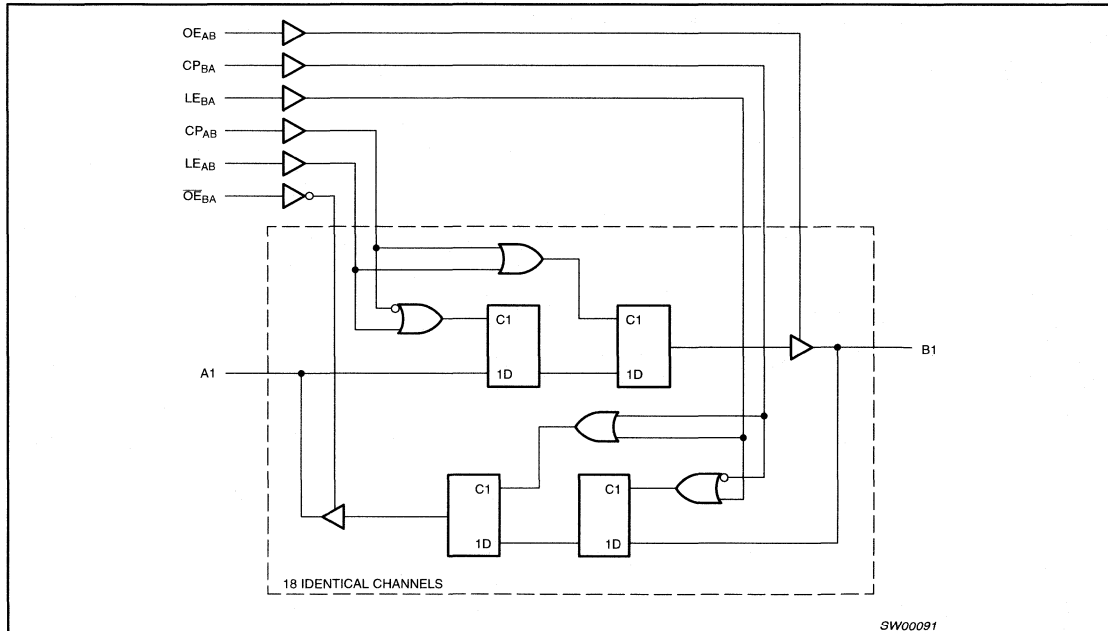 OEAB
CPBA
LEBA
CPAB
LEAB
O̅E̅BA
C1
C1
1D
1D
A1
B1
C1
C1
1D
1D
18 IDENTICAL CHANNELS
SW00091